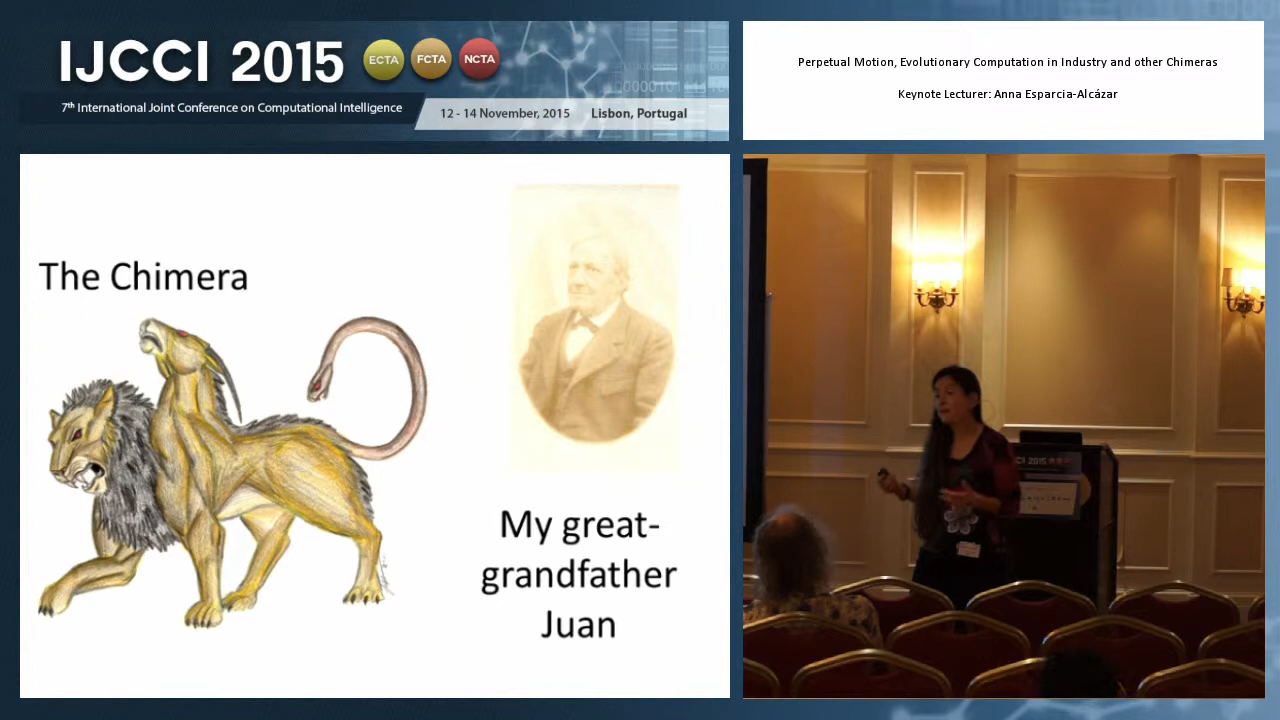 IJCCI 2015
ECTA
FCTA
NCTA
7th International Joint Conference on Computational Intelligence
12 - 14 November, 2015
Lisbon, Portugal
Perpetual Motion, Evolutionary Computation in Industry and other Chimeras
Keynote Lecturer: Anna Esparcia-Alcázar
The Chimera
My great-
grandfather
Juan